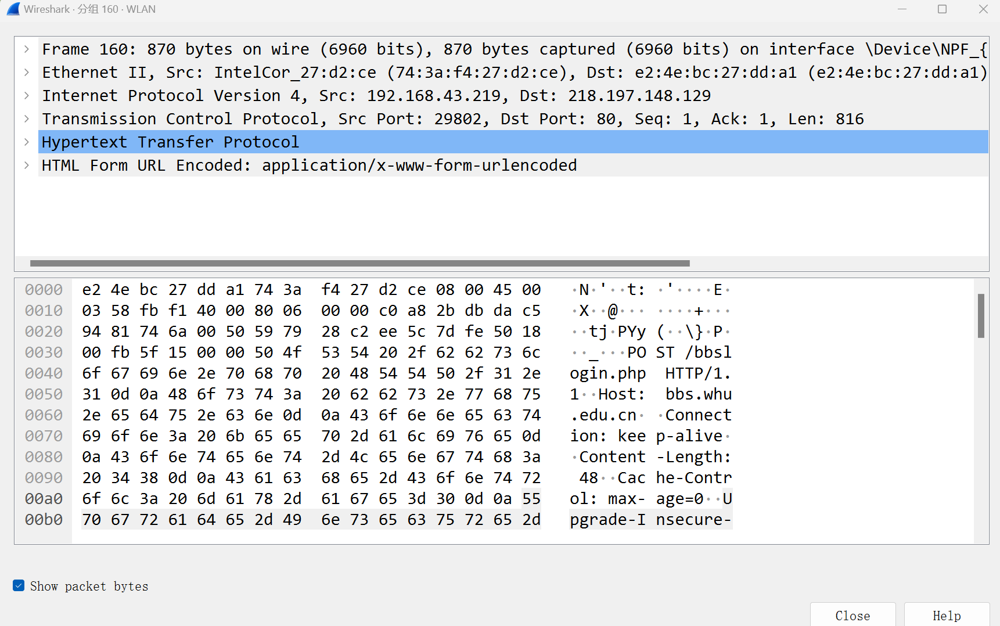 Wireshark · 分组 160 · WLAN
Frame 160: 870 bytes on wire (6960 bits), 870 bytes captured (6960 bits) on interface \Device\NPF_{
Ethernet II, Src: IntelCor_27:d2:ce (74:3a:f4:27:d2:ce), Dst: e2:4e:bc:27:dd:a1 (e2:4e:bc:27:dd:a1)
Internet Protocol Version 4, Src: 192.168.43.219, Dst: 218.197.148.129
Transmission Control Protocol, Src Port: 29802, Dst Port: 80, Seq: 1, Ack: 1, Len: 816
Hypertext Transfer Protocol
HTML Form URL Encoded: application/x-www-form-urlencoded
0000 e2 4e bc 27 dd a1 74 3a f4 27 d2 ce 08 00 45 00 ·N·'··t: ·'····E·
0010 03 58 fb f1 40 00 80 06 00 00 c0 a8 2b db da c5 ·X··@··· ····+···
0020 94 81 74 6a 00 50 59 79 28 c2 ee 5c 7d fe 50 18 ··tj·PYy (··\}·P·
0030 00 fb 5f 15 00 00 50 4f 53 54 20 2f 62 62 73 6c ··_···PO ST /bbsl
0040 6f 67 69 6e 2e 70 68 70 20 48 54 54 50 2f 31 2e ogin.php HTTP/1.
0050 31 0d 0a 48 6f 73 74 3a 20 62 62 73 2e 77 68 75 1··Host: bbs.whu
0060 2e 65 64 75 2e 63 6e 0d 0a 43 6f 6e 6e 65 63 74 .edu.cn· ·Connect
0070 69 6f 6e 3a 20 6b 65 65 70 2d 61 6c 69 76 65 0d ion: kee p-alive·
0080 0a 43 6f 6e 74 65 6e 74 2d 4c 65 6e 67 74 68 3a ·Content -Length:
0090 20 34 38 0d 0a 43 61 63 68 65 2d 43 6f 6e 74 72 48··Cac he-Contr
00a0 6f 6c 3a 20 6d 61 78 2d 61 67 65 3d 30 0d 0a 55 ol: max- age=0··U
00b0 70 67 72 61 64 65 2d 49 6e 73 65 63 75 72 65 2d pgrade-I nsecure-
Show packet bytes
Close Help